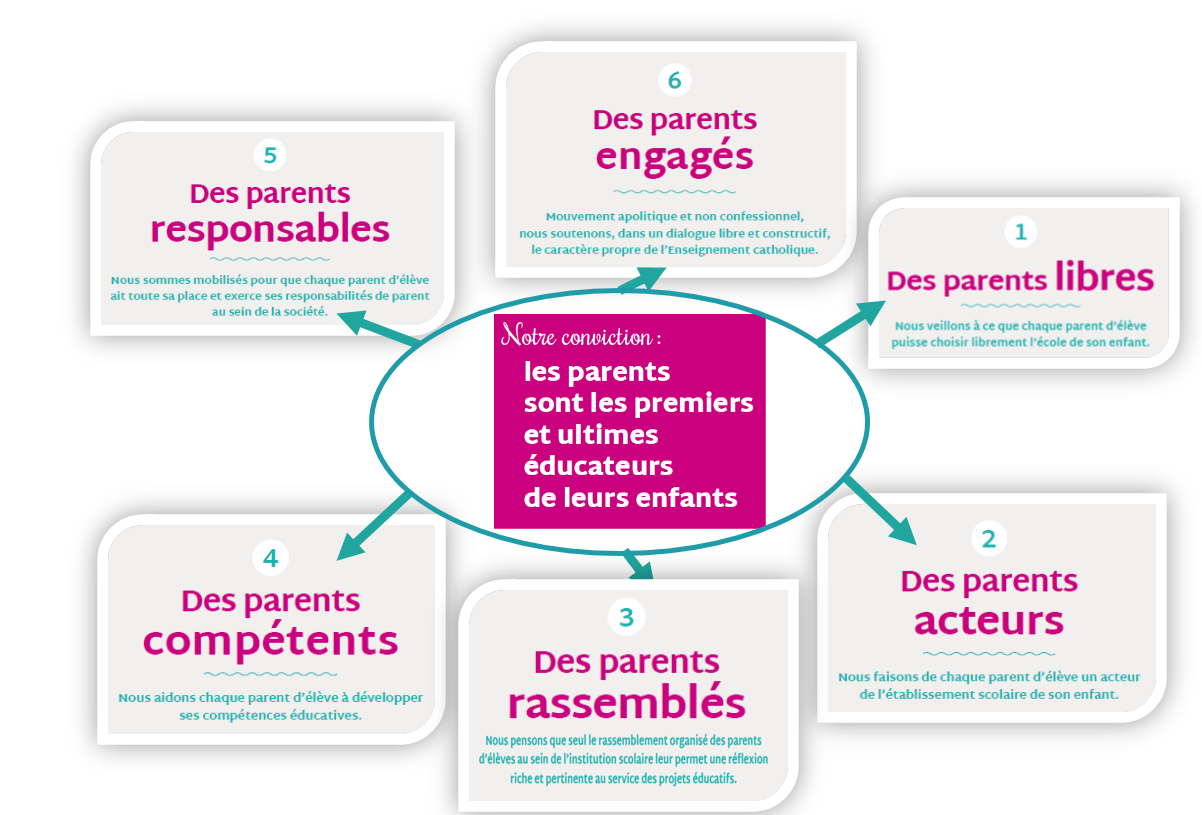 Notre conviction :
les parents
sont les premiers
et ultimes
éducateurs
de leurs enfants
1
Des parents libres
Nous veillons à ce que chaque parent d'élève
puisse choisir librement l'école de son enfant.
2
Des parents
acteurs
Nous faisons de chaque parent d'élève un acteur
de l'établissement scolaire de son enfant.
3
Des parents
rassemblés
Nous pensons que seul le rassemblement organisé des parents
d'élèves au sein de l'institution scolaire leur permet une réflexion
riche et pertinente au service des projets éducatifs.
4
Des parents
compétents
Nous aidons chaque parent d'élève à développer
ses compétences éducatives.
5
Des parents
responsables
Nous sommes mobilisés pour que chaque parent d'élève
ait toute sa place et exerce ses responsabilités de parent
au sein de la société.
6
Des parents
engagés
Mouvement apolitique et non confessionnel,
nous soutenons, dans un dialogue libre et constructif,
le caractère propre de l'Enseignement catholique.